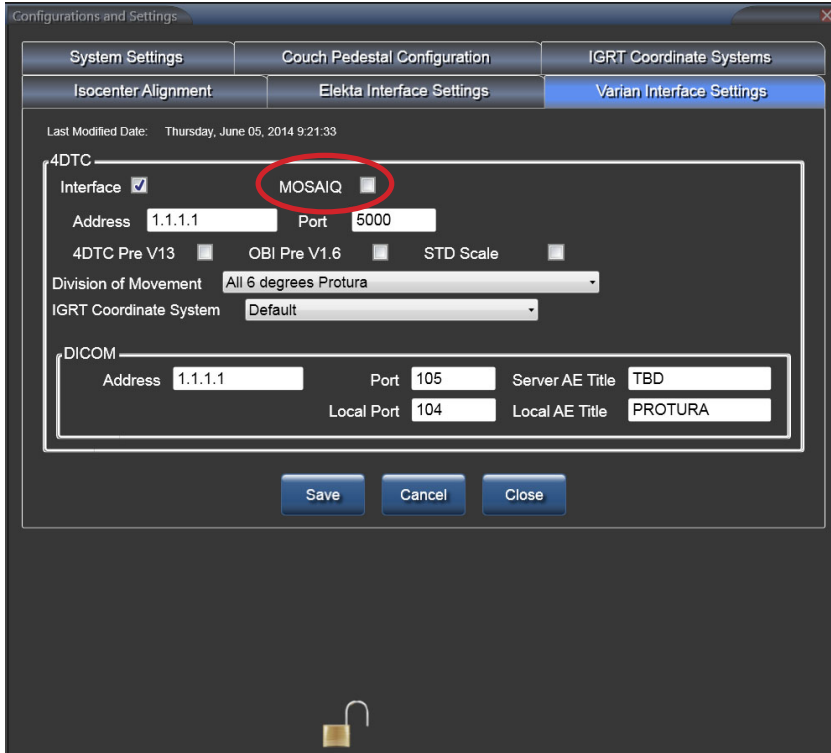 Configurations and Settings
System Settings Couch Pedestal Configuration IGRT Coordinate Systems
Isocenter Alignment Elekta Interface Settings Varian Interface Settings
Last Modified Date: Thursday, June 05, 2014 9:21:33
4DTC
Interface MOSAIQ
Address 1.1.1.1 Port 5000
4DTC Pre V13 OBI Pre V1.6 STD Scale
Division of Movement All 6 degrees Protura
IGRT Coordinate System Default
DICOM
Address 1.1.1.1 Port 105 Server AE Title TBD
Local Port 104 Local AE Title PROTURA
Save Cancel Close